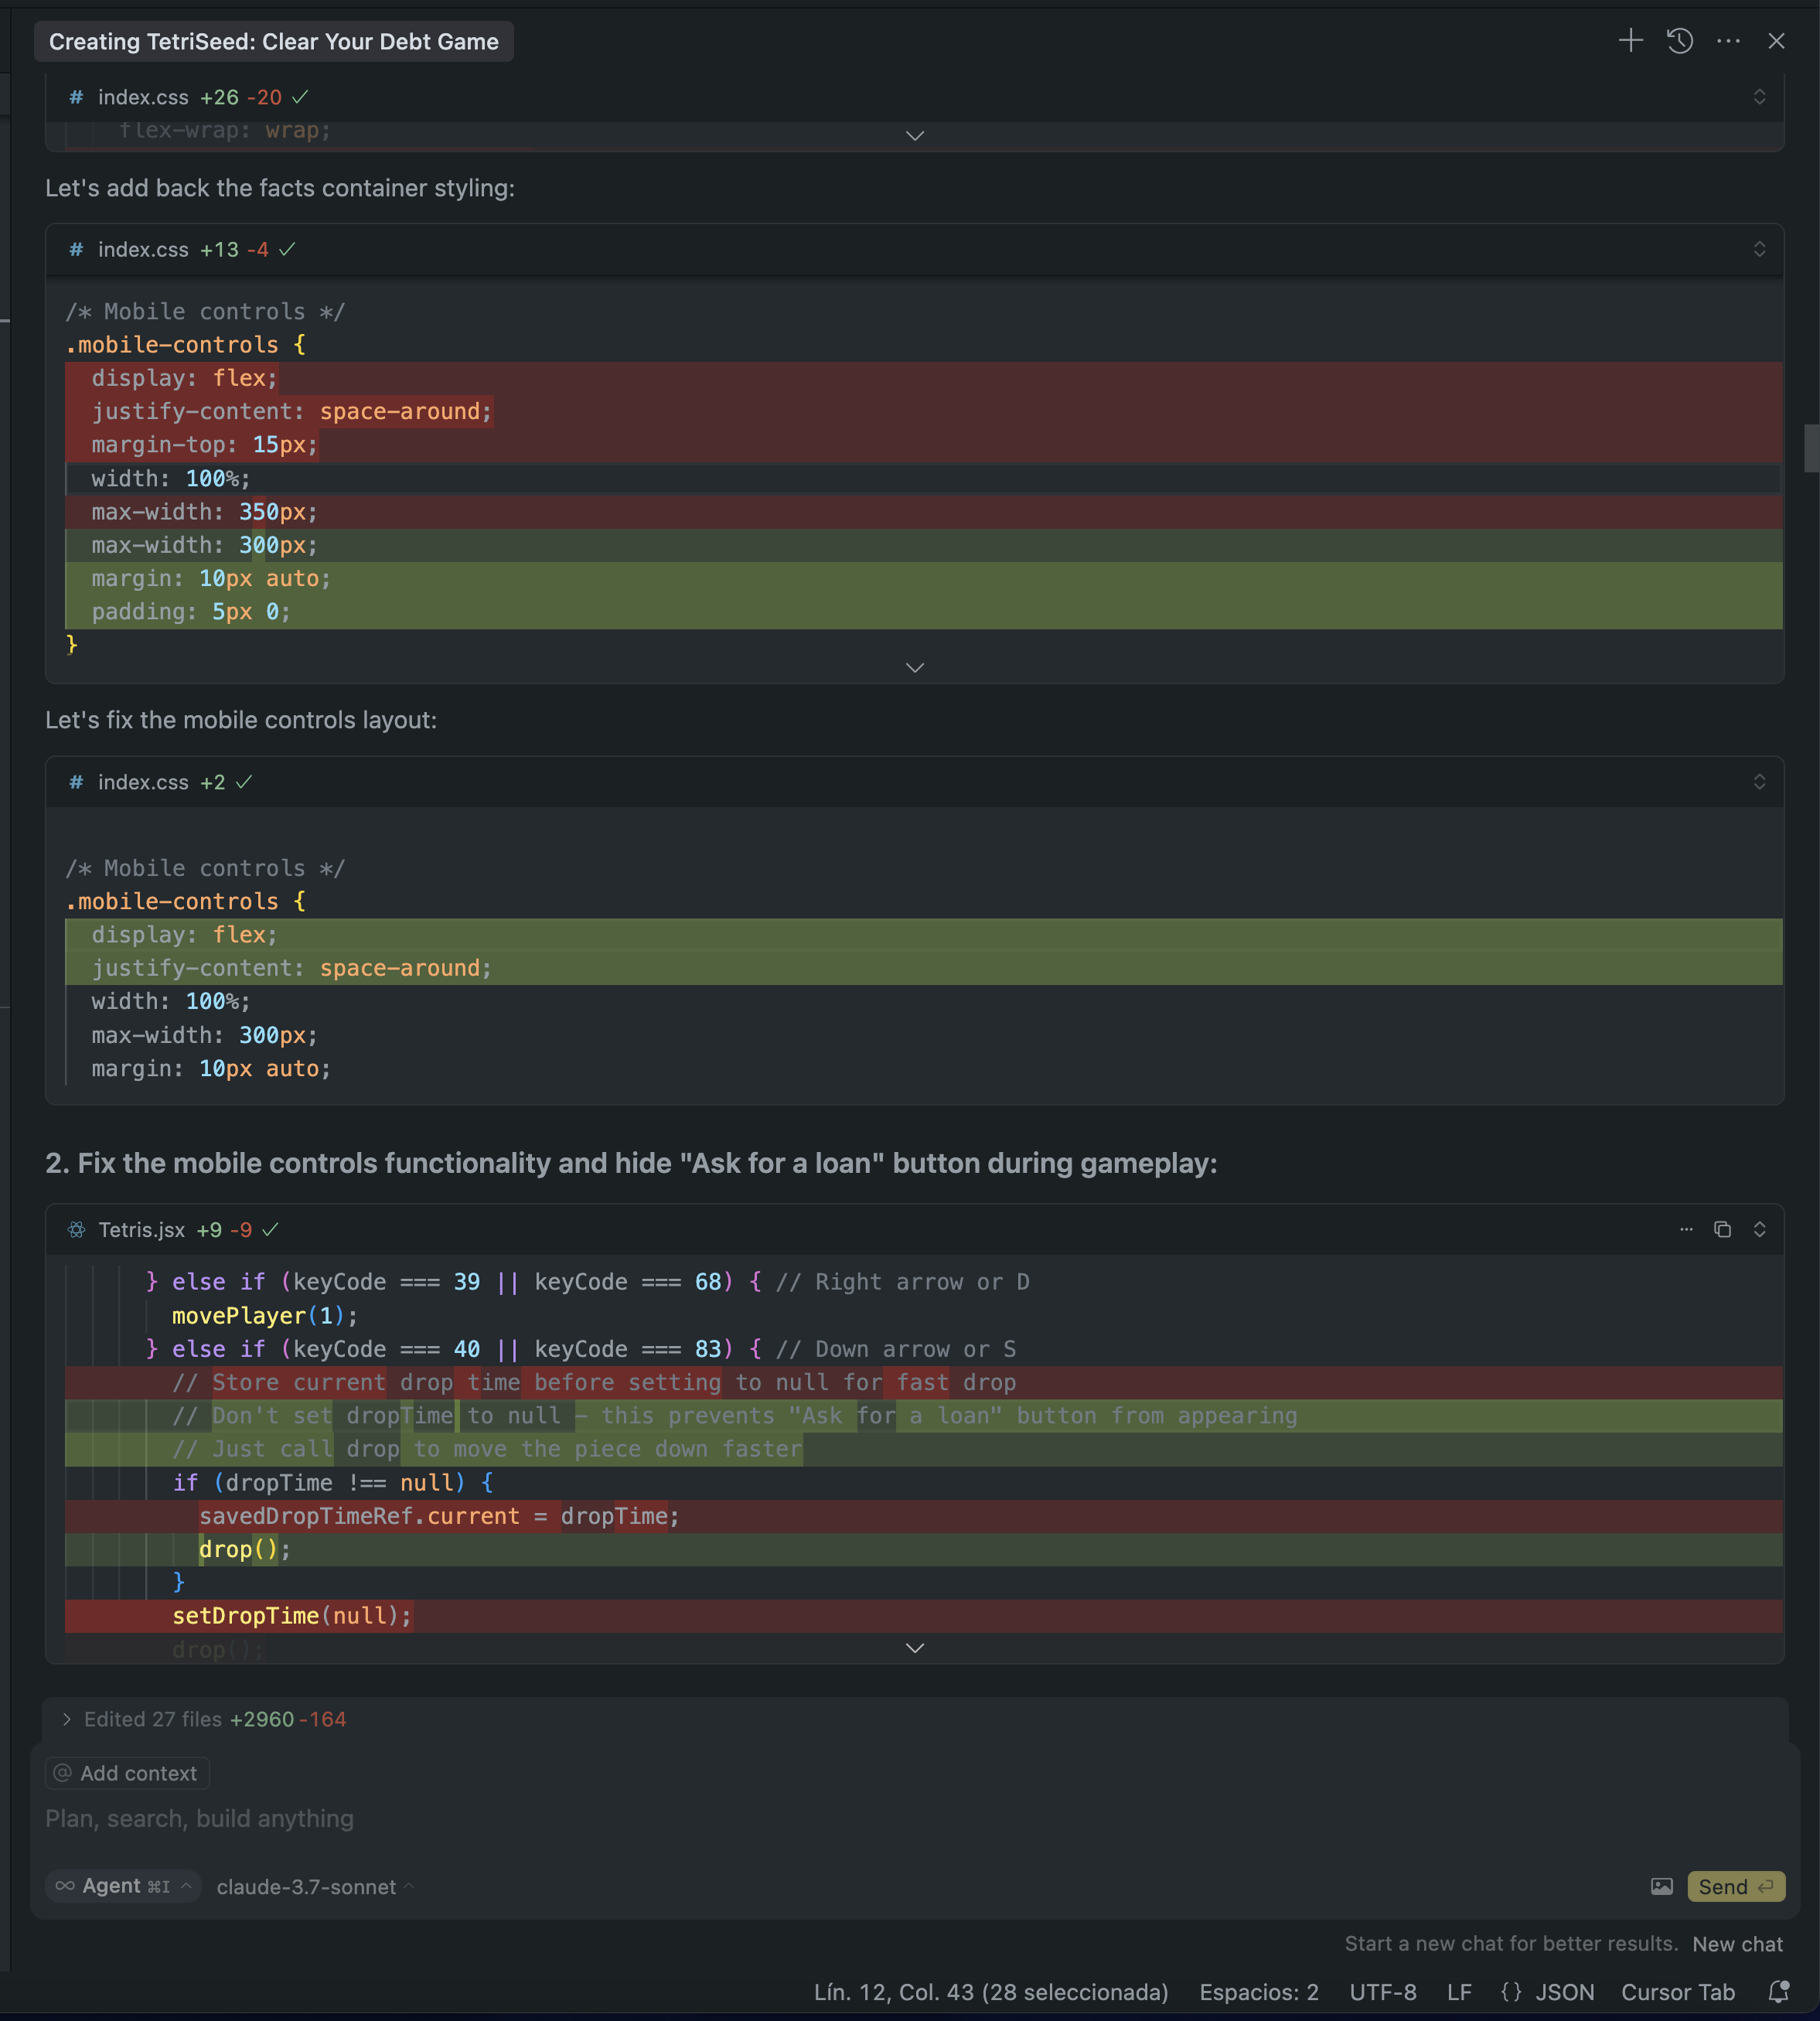 Creating TetriSeed: Clear Your Debt Game
# index.css +26 -20
flex-wrap: wrap;
Let's add back the facts container styling:
# index.css +13 -4
/* Mobile controls */
.mobile-controls {
display: flex;
justify-content: space-around;
margin-top: 15px;
width: 100%;
max-width: 350px;
max-width: 300px;
margin: 10px auto;
padding: 5px 0;
}
Let's fix the mobile controls layout:
# index.css +2
/* Mobile controls */
.mobile-controls {
display: flex;
justify-content: space-around;
width: 100%;
max-width: 300px;
margin: 10px auto;
2. Fix the mobile controls functionality and hide "Ask for a loan" button during gameplay:
Tetris.jsx +9 -9
} else if (keyCode === 39 || keyCode === 68) { // Right arrow or D
movePlayer(1);
} else if (keyCode === 40 || keyCode === 83) { // Down arrow or S
// Store current drop time before setting to null for fast drop
// Don't set dropTime to null – this prevents "Ask for a loan" button from appearing
// Just call drop to move the piece down faster
if (dropTime !== null) {
savedDropTimeRef.current = dropTime;
drop();
}
setDropTime(null);
drop();
Edited 27 files +2960 -164
@ Add context
Plan, search, build anything
∞ Agent ⌘I claude-3.7-sonnet Send
Start a new chat for better results. New chat
Lín. 12, Col. 43 (28 seleccionada) Espacios: 2 UTF-8 LF {} JSON Cursor Tab